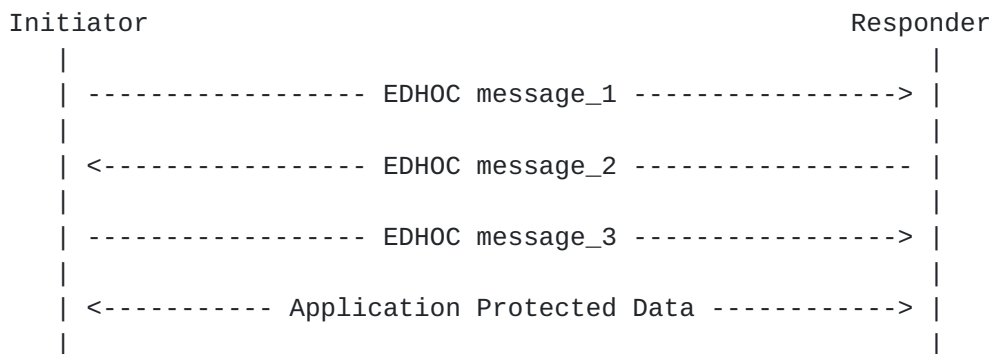 Initiator                                             Responder
   |                                                       |
   | ------------------ EDHOC message_1 -----------------> |
   |                                                       |
   | <----------------- EDHOC message_2 ------------------ |
   |                                                       |
   | ------------------ EDHOC message_3 -----------------> |
   |                                                       |
   | <----------- Application Protected Data ------------> |
   |                                                       |